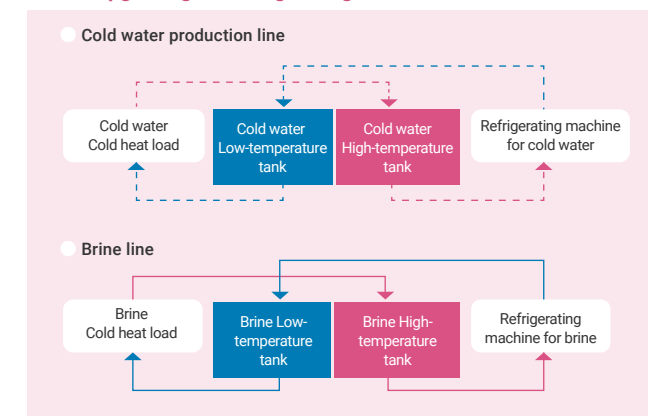 Cold water production line
Cold water
Cold heat load
Cold water
Low-temperature
tank
Cold water
High-temperature
tank
Refrigerating machine
for cold water
Brine line
Brine
Cold heat load
Brine Low-
temperature
tank
Brine High-
temperature
tank
Refrigerating
machine for brine